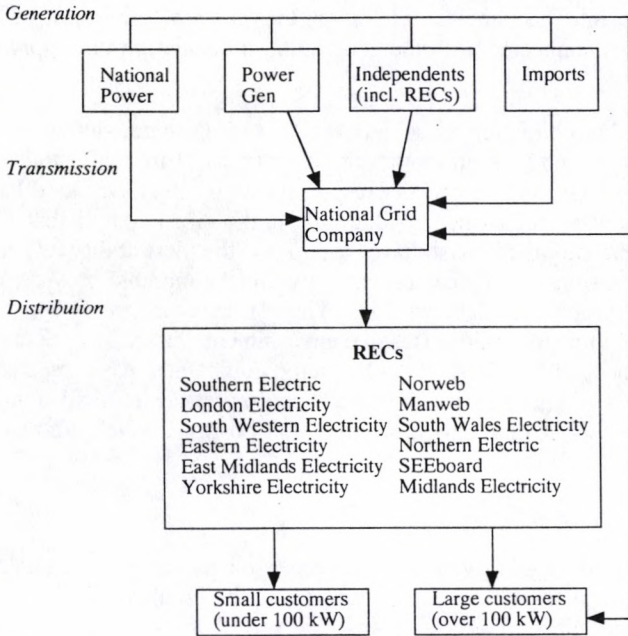 Generation
National
Power
Power
Gen
Independents
(incl. RECs)
Imports
Transmission
National Grid
Company
Distribution
RECs
Southern Electric
London Electricity
South Western Electricity
Eastern Electricity
East Midlands Electricity
Yorkshire Electricity
Norweb
Manweb
South Wales Electricity
Northern Electric
SEEboard
Midlands Electricity
Small customers
(under 100 kW)
Large customers
(over 100 kW)